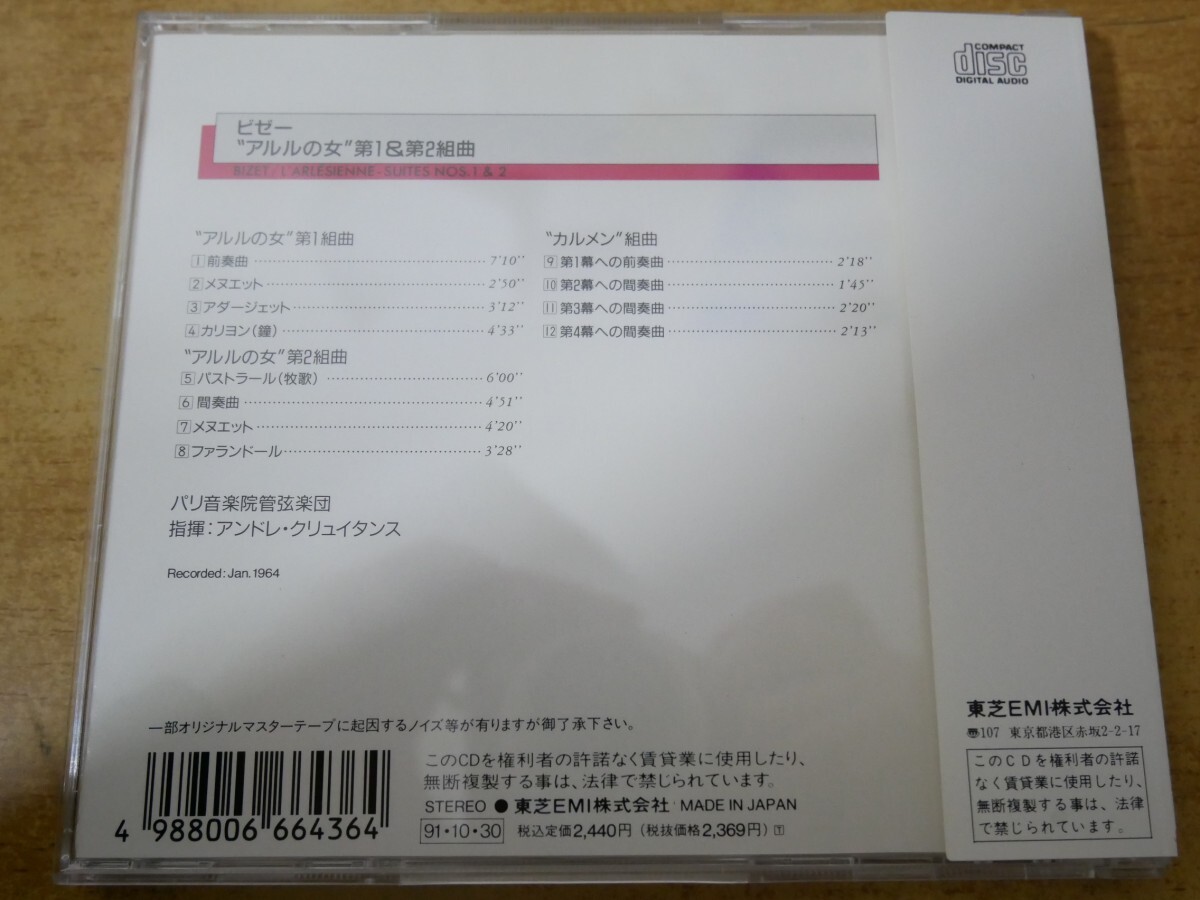 COMPACT
disc
DIGITAL AUDIO
ビゼー
"アルルの女"第1&第2組曲
BIZET/L'ARLÉSIENNE-SUITES NOS.1 & 2
"アルルの女"第1組曲
1 前奏曲 7'10''
2 メヌエット 2'50''
3 アダージェット 3'12''
4 カリヨン(鐘) 4'33''
"アルルの女"第2組曲
5 パストラール(牧歌) 6'00''
6 間奏曲 4'51''
7 メヌエット 4'20''
8 ファランドール 3'28''
"カルメン"組曲
9 第1幕への前奏曲 2'18''
10 第2幕への間奏曲 1'45''
11 第3幕への間奏曲 2'20''
12 第4幕への間奏曲 2'13''
パリ音楽院管弦楽団
指揮:アンドレ・クリュイタンス
Recorded: Jan. 1964
一部オリジナルマスターテープに起因するノイズ等が有りますが御了承下さい。
4 988006 664364
このCDを権利者の許諾なく賃貸業に使用したり、
無断複製する事は、法律で禁じられています。
STEREO ● 東芝EMI株式会社 MADE IN JAPAN
91・10・30 税込定価2,440円(税抜価格2,369円) T
東芝EMI株式会社
〠107 東京都港区赤坂2-2-17
このCDを権利者の許諾
なく賃貸業に使用したり、
無断複製する事は、法律
で禁じられています。